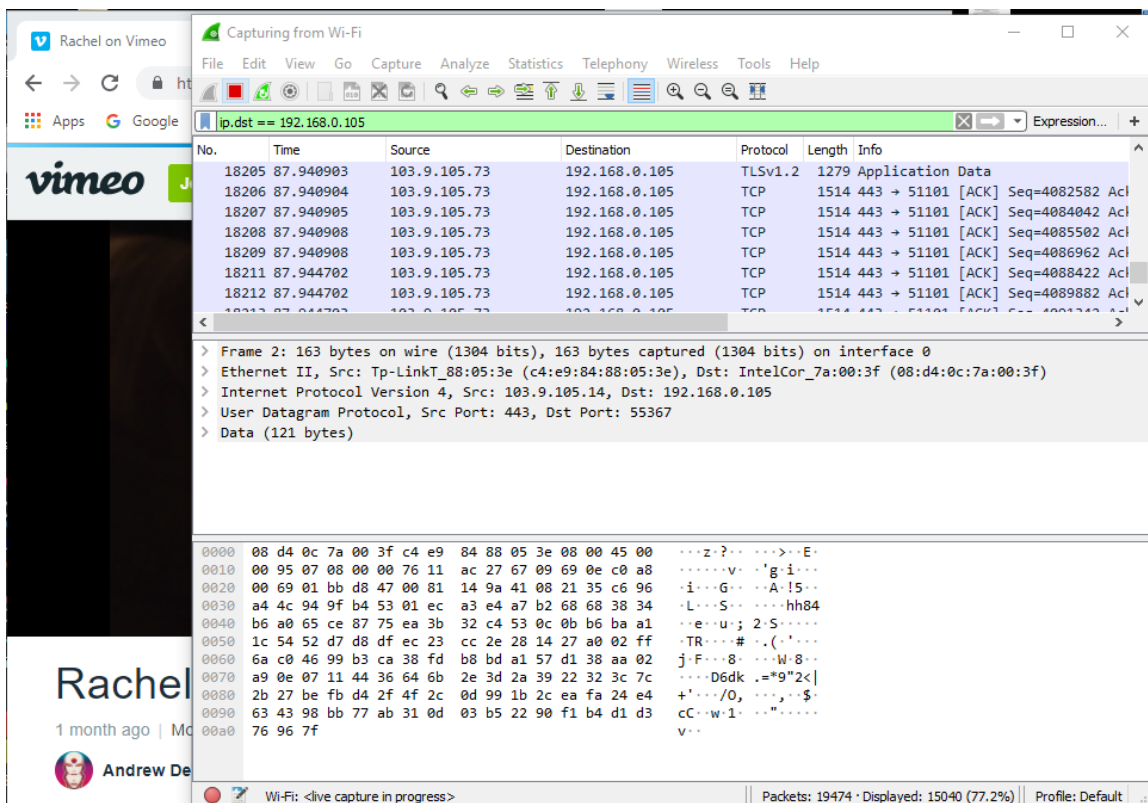 Rachel on Vimeo
Capturing from Wi-Fi
File Edit View Go Capture Analyze Statistics Telephony Wireless Tools Help
Apps Google
ip.dst == 192.168.0.105 Expression... +
No. Time Source Destination Protocol Length Info
vimeo
18205 87.940903 103.9.105.73 192.168.0.105 TLSv1.2 1279 Application Data
18206 87.940904 103.9.105.73 192.168.0.105 TCP 1514 443 → 51101 [ACK] Seq=4082582 Ack
18207 87.940905 103.9.105.73 192.168.0.105 TCP 1514 443 → 51101 [ACK] Seq=4084042 Ack
18208 87.940908 103.9.105.73 192.168.0.105 TCP 1514 443 → 51101 [ACK] Seq=4085502 Ack
18209 87.940908 103.9.105.73 192.168.0.105 TCP 1514 443 → 51101 [ACK] Seq=4086962 Ack
18211 87.944702 103.9.105.73 192.168.0.105 TCP 1514 443 → 51101 [ACK] Seq=4088422 Ack
18212 87.944702 103.9.105.73 192.168.0.105 TCP 1514 443 → 51101 [ACK] Seq=4089882 Ack
> Frame 2: 163 bytes on wire (1304 bits), 163 bytes captured (1304 bits) on interface 0
> Ethernet II, Src: Tp-LinkT_88:05:3e (c4:e9:84:88:05:3e), Dst: IntelCor_7a:00:3f (08:d4:0c:7a:00:3f)
> Internet Protocol Version 4, Src: 103.9.105.14, Dst: 192.168.0.105
> User Datagram Protocol, Src Port: 443, Dst Port: 55367
> Data (121 bytes)
0000 08 d4 0c 7a 00 3f c4 e9 84 88 05 3e 08 00 45 00 ···z·?·· ···>··E·
0010 00 95 07 08 00 00 76 11 ac 27 67 09 69 0e c0 a8 ······v· ·'g·i···
0020 00 69 01 bb d8 47 00 81 14 9a 41 08 21 35 c6 96 ·i···G·· ··A·!5··
0030 a4 4c 94 9f b4 53 01 ec a3 e4 a7 b2 68 68 38 34 ·L···S·· ····hh84
0040 b6 a0 65 ce 87 75 ea 3b 32 c4 53 0c 0b b6 ba a1 ··e··u·; 2·S·····
0050 1c 54 52 d7 d8 df ec 23 cc 2e 28 14 27 a0 02 ff ·TR····# ·.(·'···
0060 6a c0 46 99 b3 ca 38 fd b8 bd a1 57 d1 38 aa 02 j·F···8· ···W·8··
0070 a9 0e 07 11 44 36 64 6b 2e 3d 2a 39 22 32 3c 7c ····D6dk .=*9"2<|
0080 2b 27 be fb d4 2f 4f 2c 0d 99 1b 2c ea fa 24 e4 +'···/O, ···,··$·
0090 63 43 98 bb 77 ab 31 0d 03 b5 22 90 f1 b4 d1 d3 cC··w·1· ··"·····
00a0 76 96 7f v··
Rachel
1 month ago |
Andrew
Wi-Fi: <live capture in progress> Packets: 19474 · Displayed: 15040 (77.2%) Profile: Default